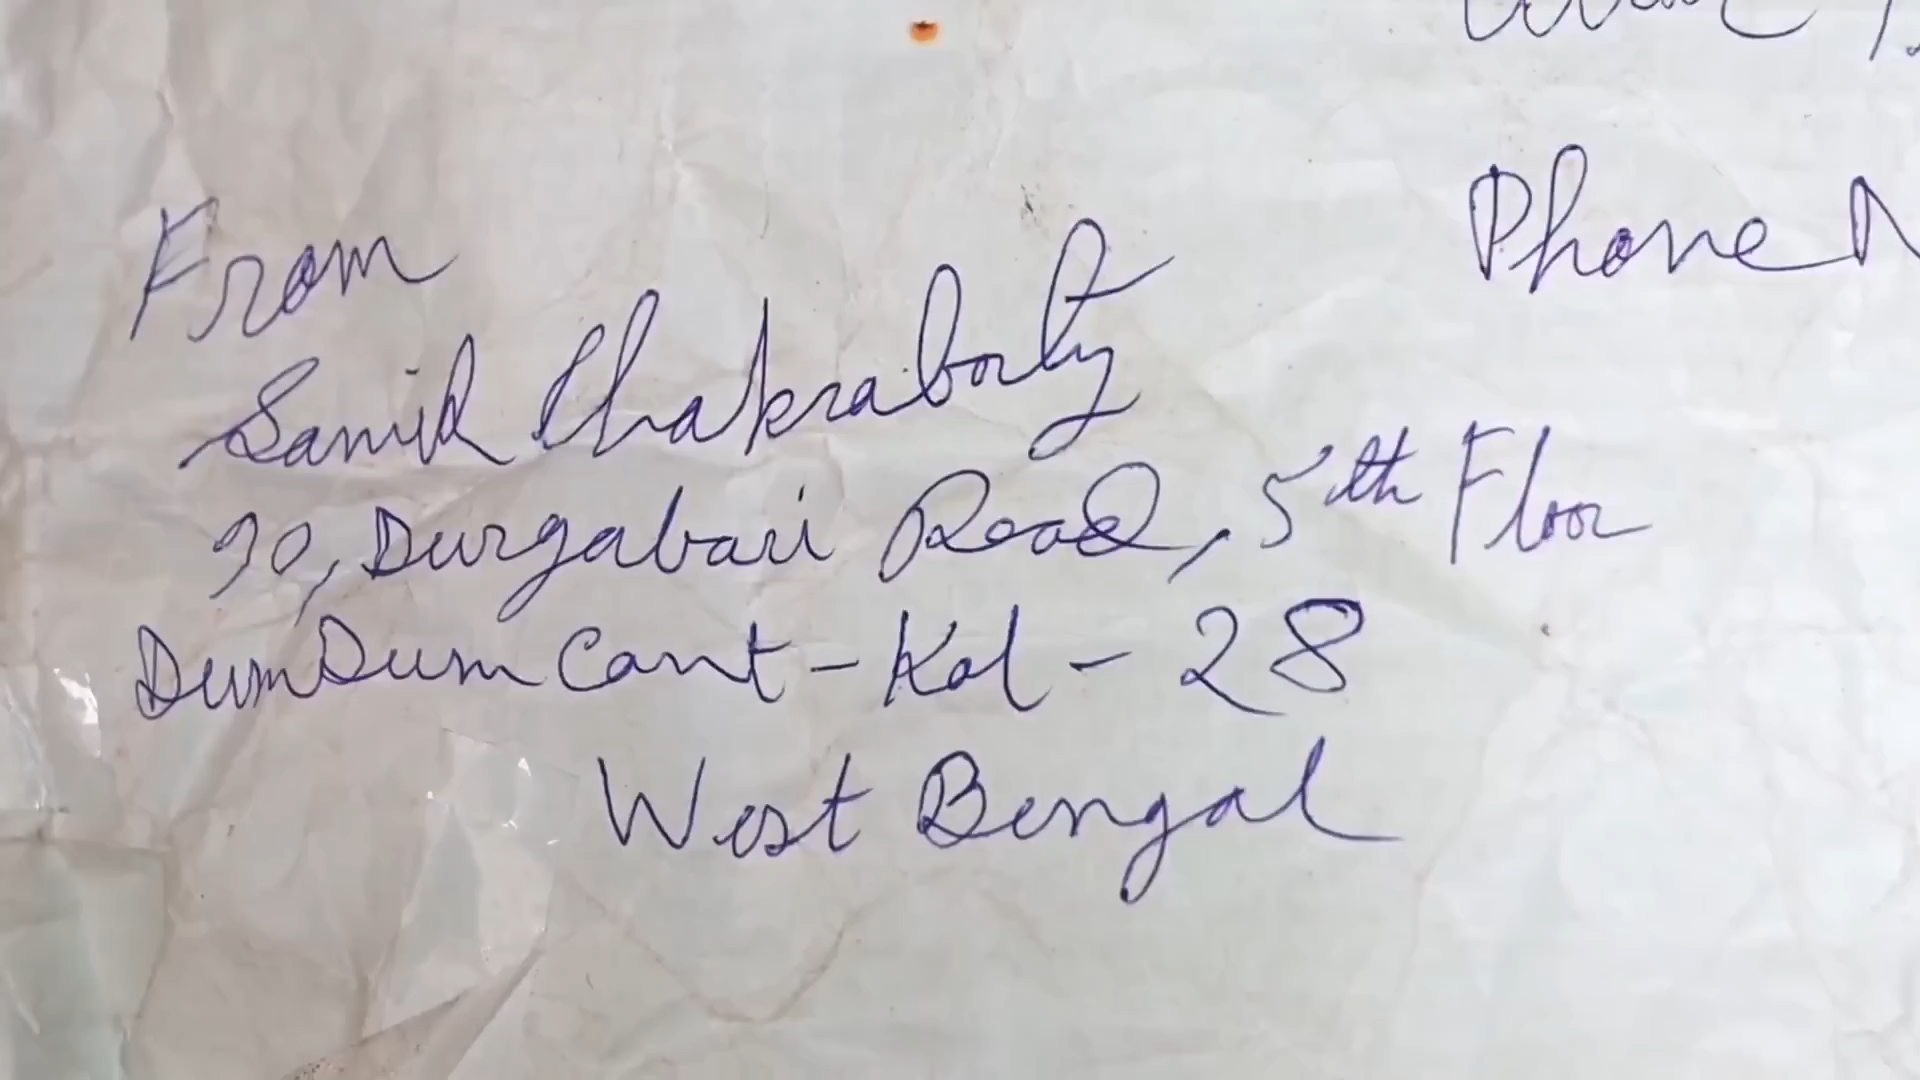 Phone N
From
Samik Chakraborty
90, Durgabari Road, 5th Floor
DumDum Cant - Kol - 28
West Bengal